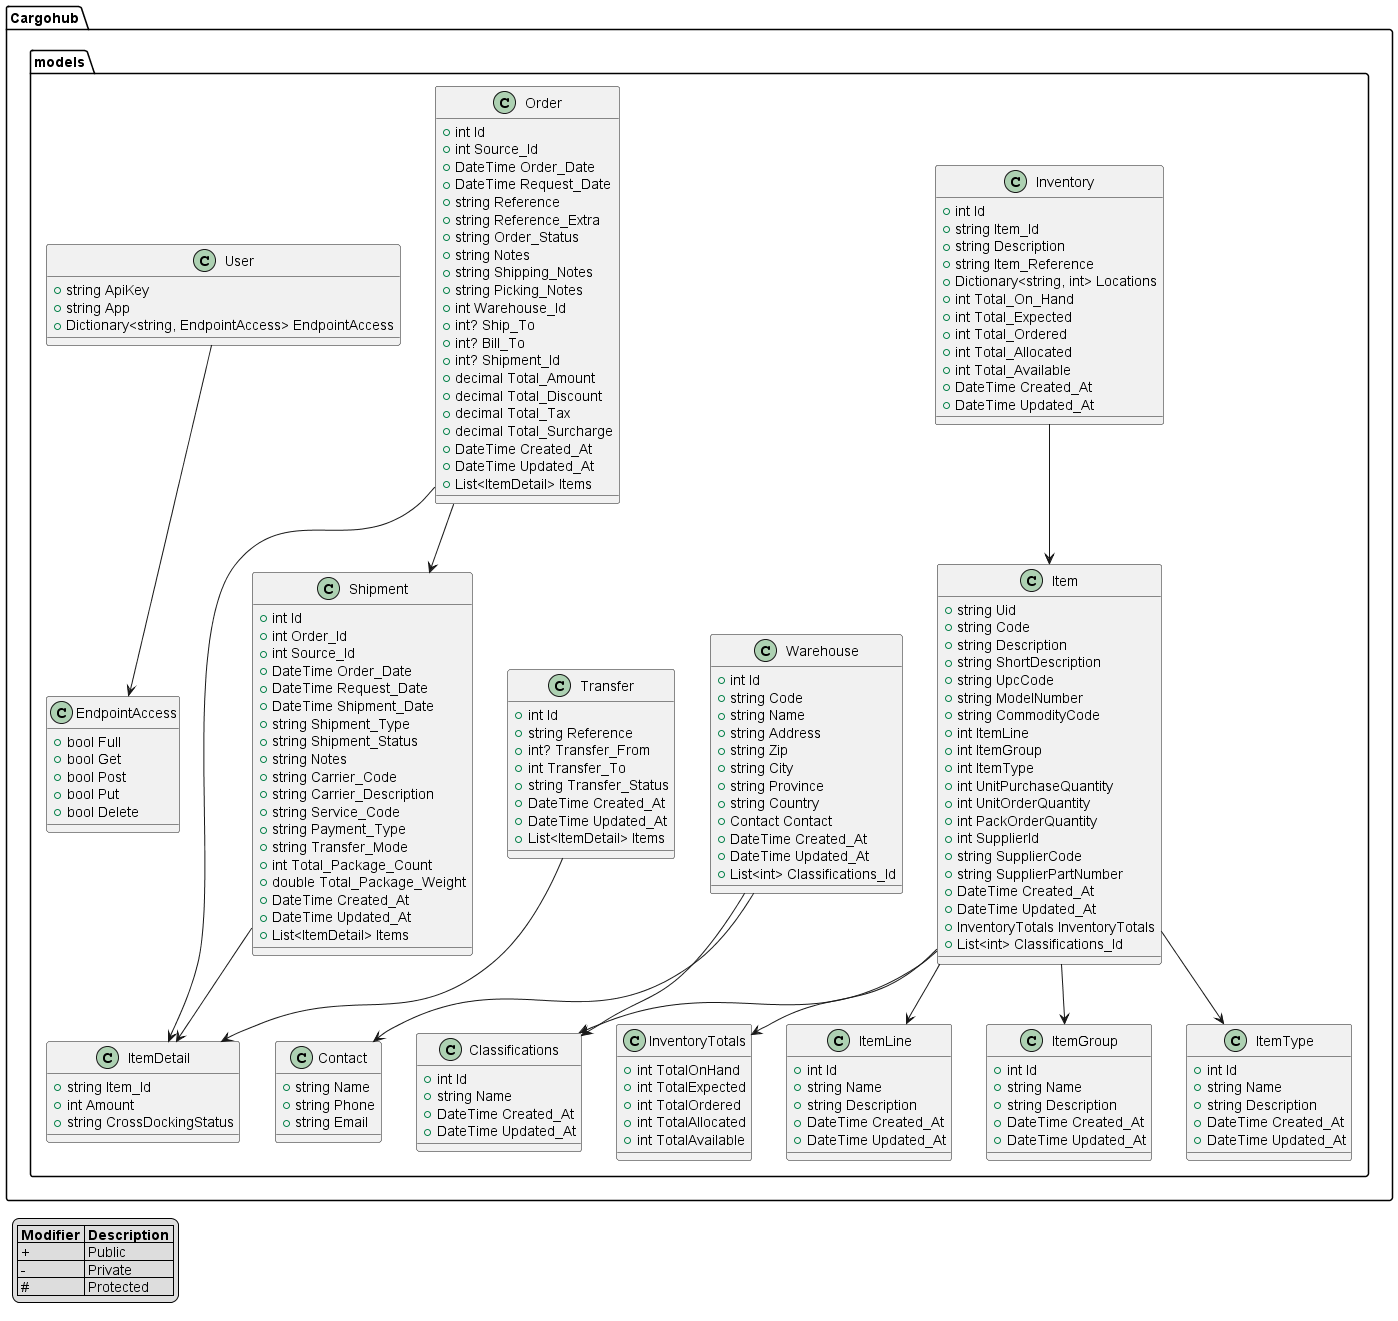 Cargohub
models
Order
int Id
int Source_Id
DateTime Order_Date
DateTime Request_Date
string Reference
string Reference_Extra
string Order_Status
string Notes
string Shipping_Notes
string Picking_Notes
int Warehouse_Id
int? Ship_To
int? Bill_To
int? Shipment_Id
decimal Total_Amount
decimal Total_Discount
decimal Total_Tax
decimal Total_Surcharge
DateTime Created_At
DateTime Updated_At
List<ItemDetail> Items
Inventory
int Id
string Item_Id
string Description
string Item_Reference
Dictionary<string, int> Locations
int Total_On_Hand
int Total_Expected
int Total_Ordered
int Total_Allocated
int Total_Available
DateTime Created_At
DateTime Updated_At
User
string ApiKey
string App
Dictionary<string, EndpointAccess> EndpointAccess
Shipment
int Id
int Order_Id
int Source_Id
DateTime Order_Date
DateTime Request_Date
DateTime Shipment_Date
string Shipment_Type
string Shipment_Status
string Notes
string Carrier_Code
string Carrier_Description
string Service_Code
string Payment_Type
string Transfer_Mode
int Total_Package_Count
double Total_Package_Weight
DateTime Created_At
DateTime Updated_At
List<ItemDetail> Items
Item
string Uid
string Code
string Description
string ShortDescription
string UpcCode
string ModelNumber
string CommodityCode
int ItemLine
int ItemGroup
int ItemType
int UnitPurchaseQuantity
int UnitOrderQuantity
int PackOrderQuantity
int SupplierId
string SupplierCode
string SupplierPartNumber
DateTime Created_At
DateTime Updated_At
InventoryTotals InventoryTotals
List<int> Classifications_Id
Warehouse
int Id
string Code
string Name
string Address
string Zip
string City
string Province
string Country
Contact Contact
DateTime Created_At
DateTime Updated_At
List<int> Classifications_Id
Transfer
int Id
string Reference
int? Transfer_From
int Transfer_To
string Transfer_Status
DateTime Created_At
DateTime Updated_At
List<ItemDetail> Items
EndpointAccess
bool Full
bool Get
bool Post
bool Put
bool Delete
ItemDetail
string Item_Id
int Amount
string CrossDockingStatus
Contact
string Name
string Phone
string Email
Classifications
int Id
string Name
DateTime Created_At
DateTime Updated_At
InventoryTotals
int TotalOnHand
int TotalExpected
int TotalOrdered
int TotalAllocated
int TotalAvailable
ItemLine
int Id
string Name
string Description
DateTime Created_At
DateTime Updated_At
ItemGroup
int Id
string Name
string Description
DateTime Created_At
DateTime Updated_At
ItemType
int Id
string Name
string Description
DateTime Created_At
DateTime Updated_At
Modifier Description
+ Public
- Private
# Protected